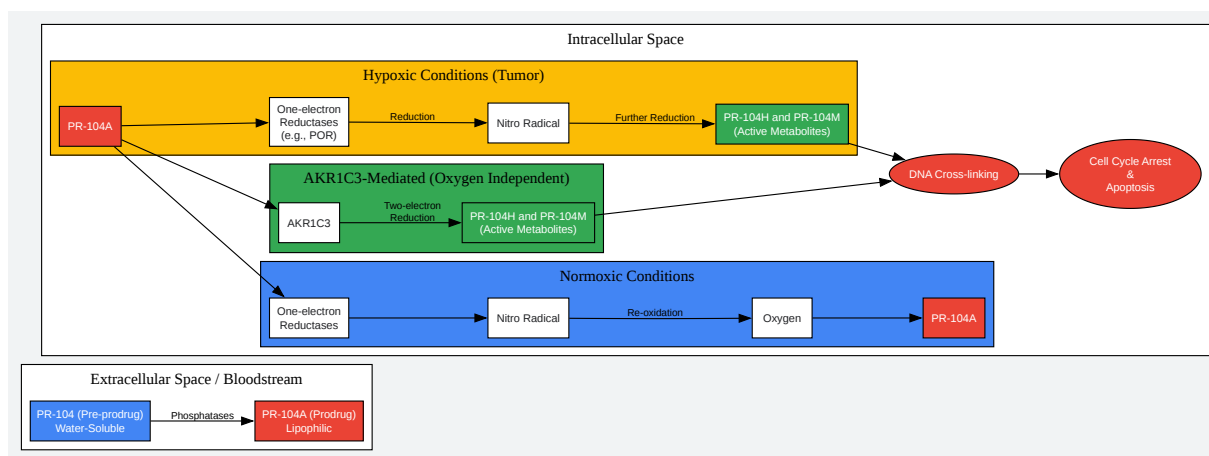 Intracellular Space
Hypoxic Conditions (Tumor)
PR-104A
One-electron
Reductases
(e.g., POR)
Reduction
Nitro Radical
Further Reduction
PR-104H and PR-104M
(Active Metabolites)
DNA Cross-linking
Cell Cycle Arrest
&
Apoptosis
AKR1C3-Mediated (Oxygen Independent)
AKR1C3
Two-electron
Reduction
PR-104H and PR-104M
(Active Metabolites)
Normoxic Conditions
One-electron
Reductases
Nitro Radical
Re-oxidation
Oxygen
PR-104A
Extracellular Space / Bloodstream
PR-104 (Pre-prodrug)
Water-Soluble
Phosphatases
PR-104A (Prodrug)
Lipophilic